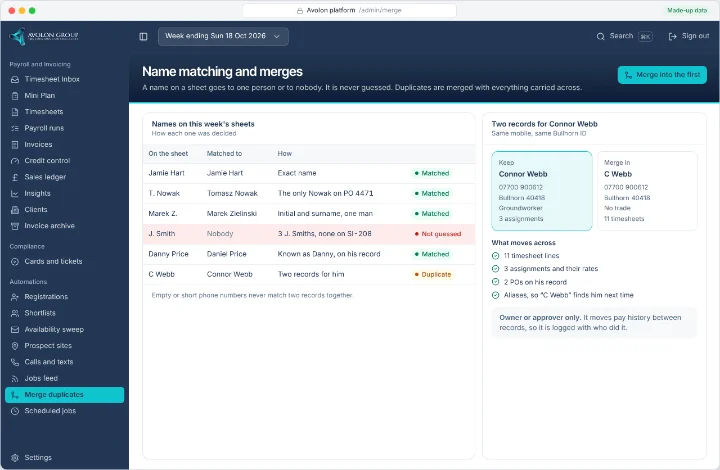 Avolon platform /admin/merge
Made-up data
AVOLON GROUP
Week ending Sun 18 Oct 2026
Search ⌘K
Sign out
Payroll and Invoicing
Timesheet Inbox
Mini Plan
Timesheets
Payroll runs
Invoices
Credit control
Sales ledger
Insights
Clients
Invoice archive
Compliance
Cards and tickets
Automations
Registrations
Shortlists
Availability sweep
Prospect sites
Calls and texts
Jobs feed
Merge duplicates
Scheduled jobs
Settings
Name matching and merges
A name on a sheet goes to one person or to nobody. It is never guessed. Duplicates are merged with everything carried across.
Merge into the first
Names on this week's sheets
How each one was decided
On the sheet Matched to How
Jamie Hart Jamie Hart Exact name Matched
T. Nowak Tomasz Nowak The only Nowak on PO 4471 Matched
Marek Z. Marek Zielinski Initial and surname, one man Matched
J. Smith Nobody 3 J. Smiths, none on SI-208 Not guessed
Danny Price Daniel Price Known as Danny, on his record Matched
C Webb Connor Webb Two records for him Duplicate
Empty or short phone numbers never match two records together.
Two records for Connor Webb
Same mobile, same Bullhorn ID
Keep
Connor Webb
07700 900612
Bullhorn 40418
Groundworker
3 assignments
Merge in
C Webb
07700 900612
Bullhorn 40418
No trade
11 timesheets
What moves across
11 timesheet lines
3 assignments and their rates
2 POs on his record
Aliases, so "C Webb" finds him next time
Owner or approver only. It moves pay history between
records, so it is logged with who did it.